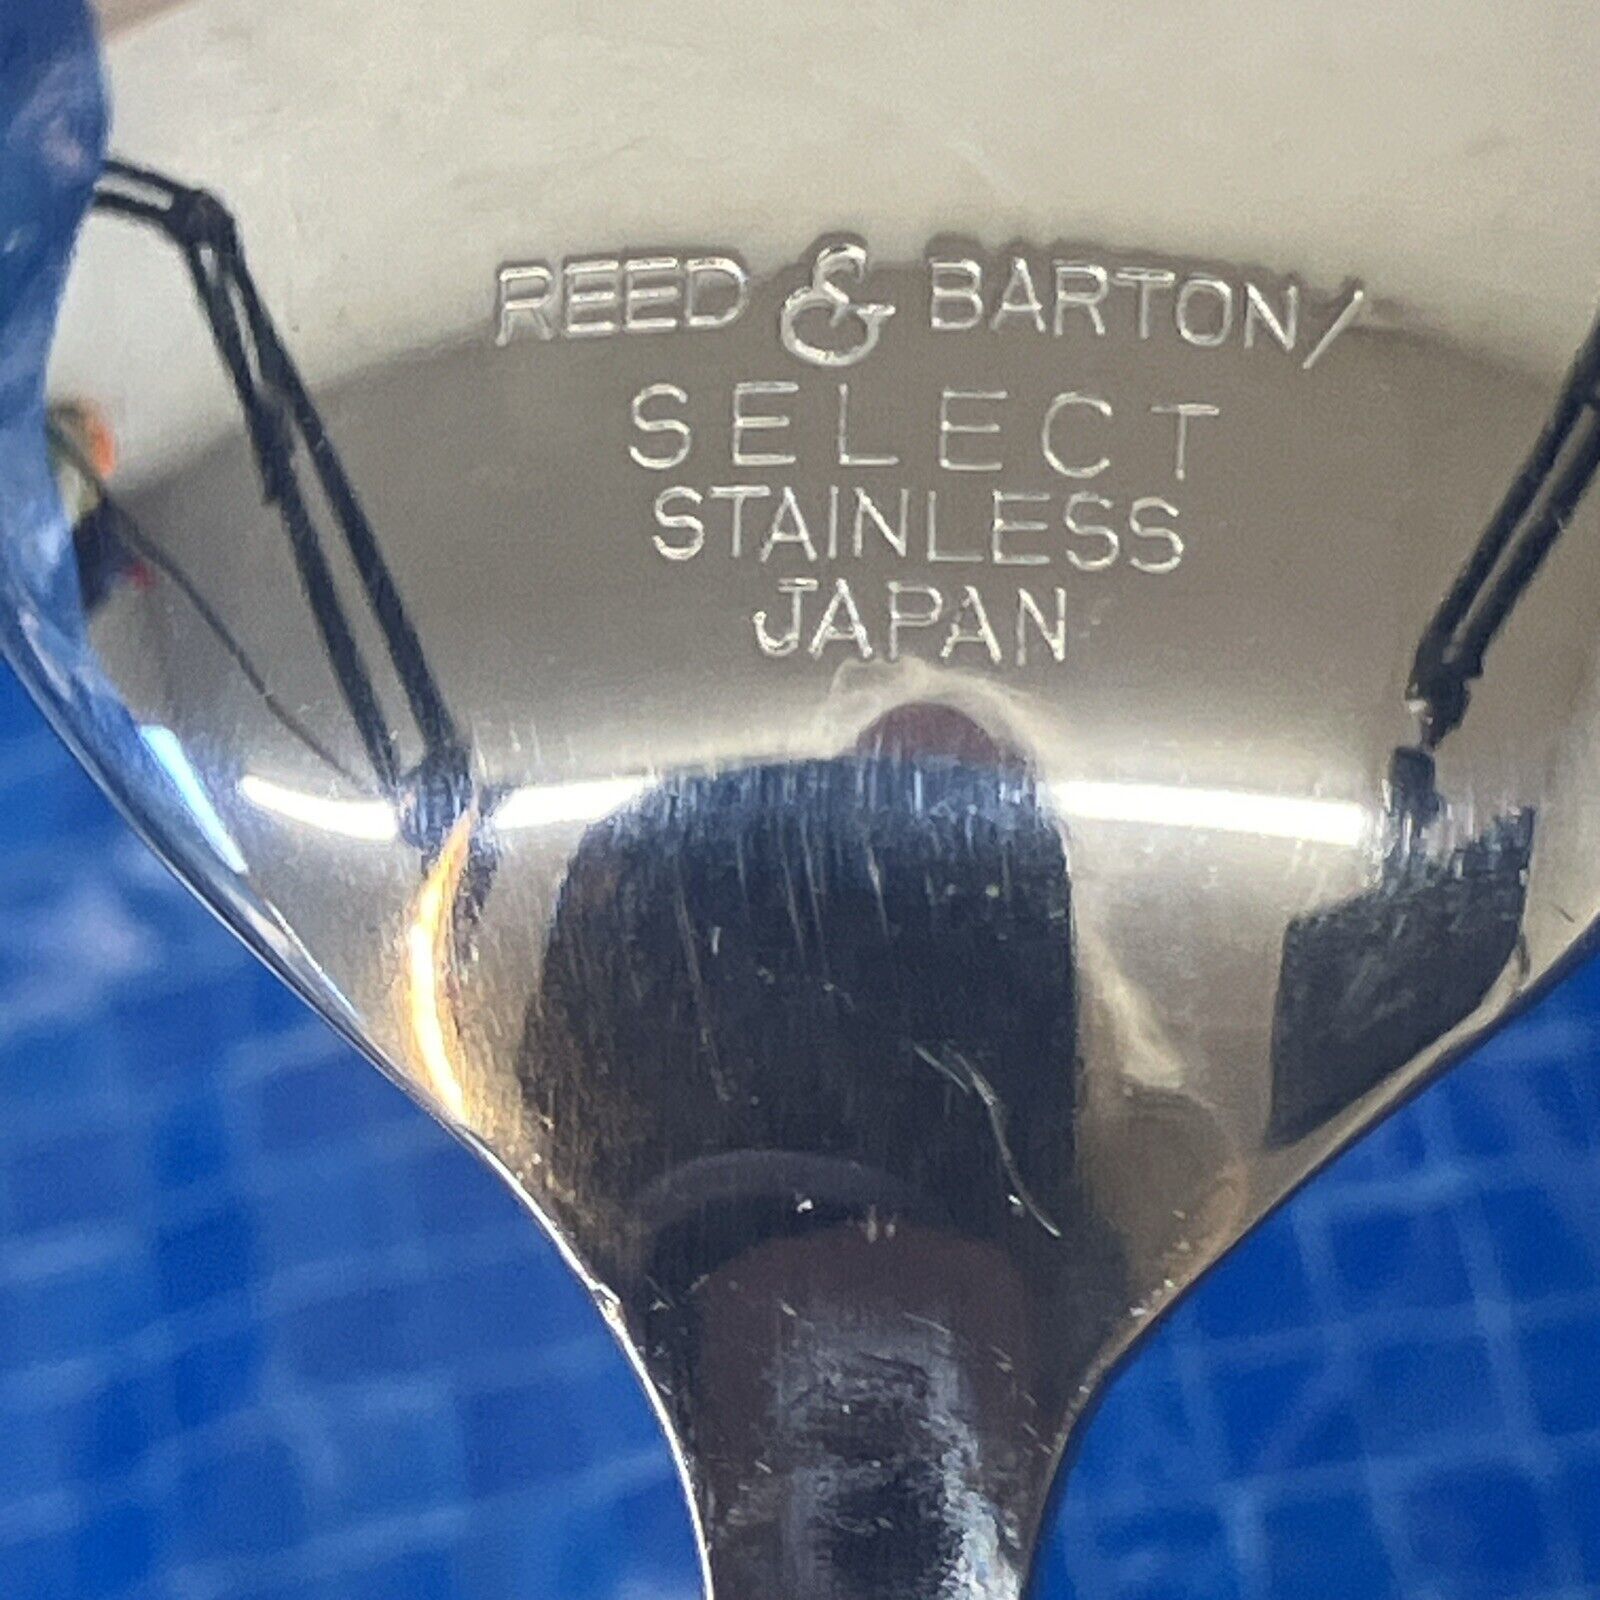 REED & BARTON/
SELECT
STAINLESS
JAPAN